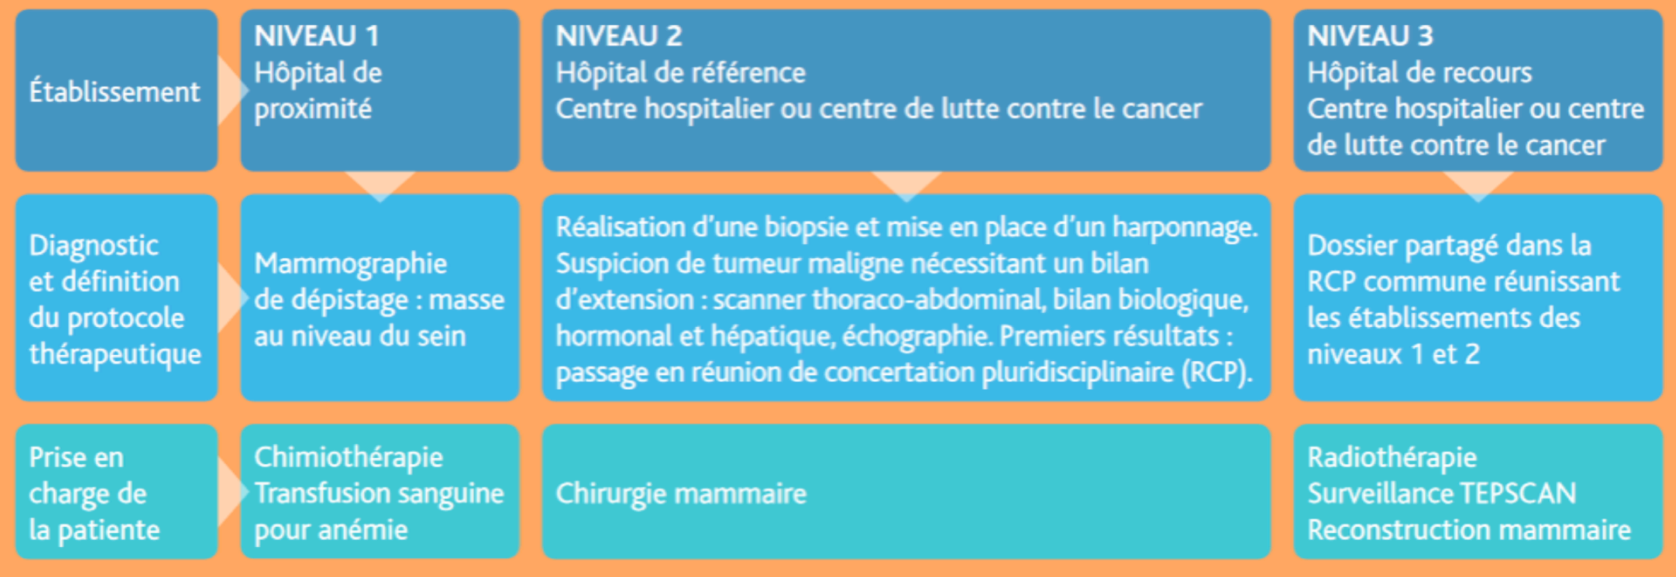 Établissement
NIVEAU 1
Hôpital de
proximité
NIVEAU 2
Hôpital de référence
Centre hospitalier ou centre de lutte contre le cancer
NIVEAU 3
Hôpital de recours
Centre hospitalier ou centre
de lutte contre le cancer
Diagnostic
et définition
du protocole
thérapeutique
Mammographie
de dépistage : masse
au niveau du sein
Réalisation d’une biopsie et mise en place d’un harponnage.
Suspicion de tumeur maligne nécessitant un bilan
d’extension : scanner thoraco-abdominal, bilan biologique,
hormonal et hépatique, échographie. Premiers résultats :
passage en réunion de concertation pluridisciplinaire (RCP).
Dossier partagé dans la
RCP commune réunissant
les établissements des
niveaux 1 et 2
Prise en
charge de
la patiente
Chimiothérapie
Transfusion sanguine
pour anémie
Chirurgie mammaire
Radiothérapie
Surveillance TEPSCAN
Reconstruction mammaire